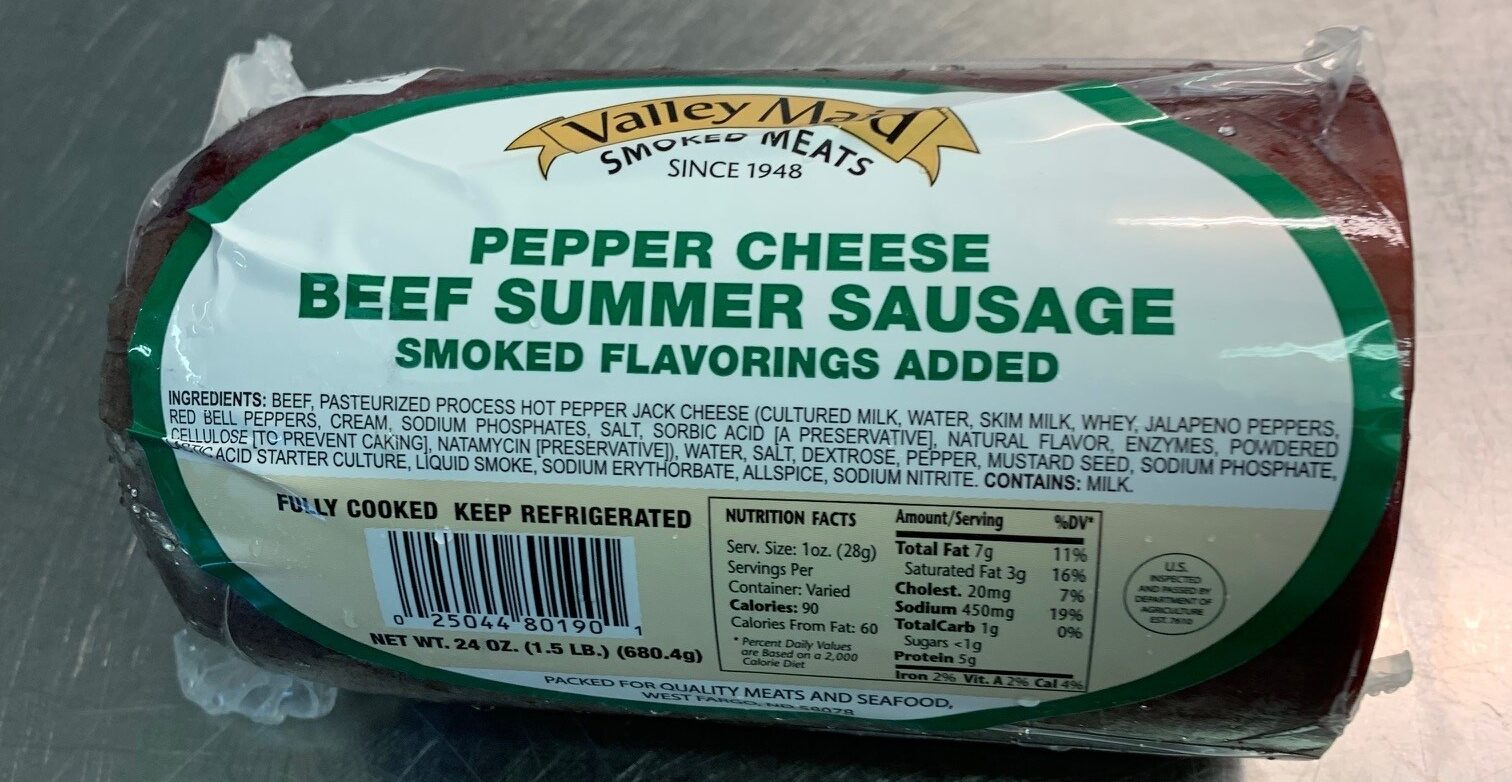 Valley Maid
SMOKED MEATS
SINCE 1948
PEPPER CHEESE
BEEF SUMMER SAUSAGE
SMOKED FLAVORINGS ADDED
INGREDIENTS: BEEF, PASTEURIZED PROCESS HOT PEPPER JACK CHEESE (CULTURED MILK, WATER, SKIM MILK, WHEY, JALAPENO PEPPERS,
RED BELL PEPPERS, CREAM, SODIUM PHOSPHATES, SALT, SORBIC ACID [A PRESERVATIVE], NATURAL FLAVOR, ENZYMES, POWDERED
CELLULOSE [TO PREVENT CAKING], NATAMYCIN [PRESERVATIVE]), WATER, SALT, DEXTROSE, PEPPER, MUSTARD SEED, SODIUM PHOSPHATE,
ACID STARTER CULTURE, LIQUID SMOKE, SODIUM ERYTHORBATE, ALLSPICE, SODIUM NITRITE. CONTAINS: MILK.
FULLY COOKED KEEP REFRIGERATED
0 25044 80190 1
NET WT. 24 OZ. (1.5 LB.) (680.4g)
NUTRITION FACTS
Serv. Size: 1oz. (28g)
Servings Per
Container: Varied
Calories: 90
Calories From Fat: 60
* Percent Daily Values
are Based on a 2,000
Calorie Diet
Amount/Serving %DV*
Total Fat 7g 11%
Saturated Fat 3g 16%
Cholest. 20mg 7%
Sodium 450mg 19%
TotalCarb 1g 0%
Sugars <1g
Protein 5g
Iron 2% Vit. A 2% Cal 4%
U.S.
INSPECTED
AND PASSED BY
DEPARTMENT OF
AGRICULTURE
EST. 7610
PACKED FOR QUALITY MEATS AND SEAFOOD,
WEST FARGO, ND 58078